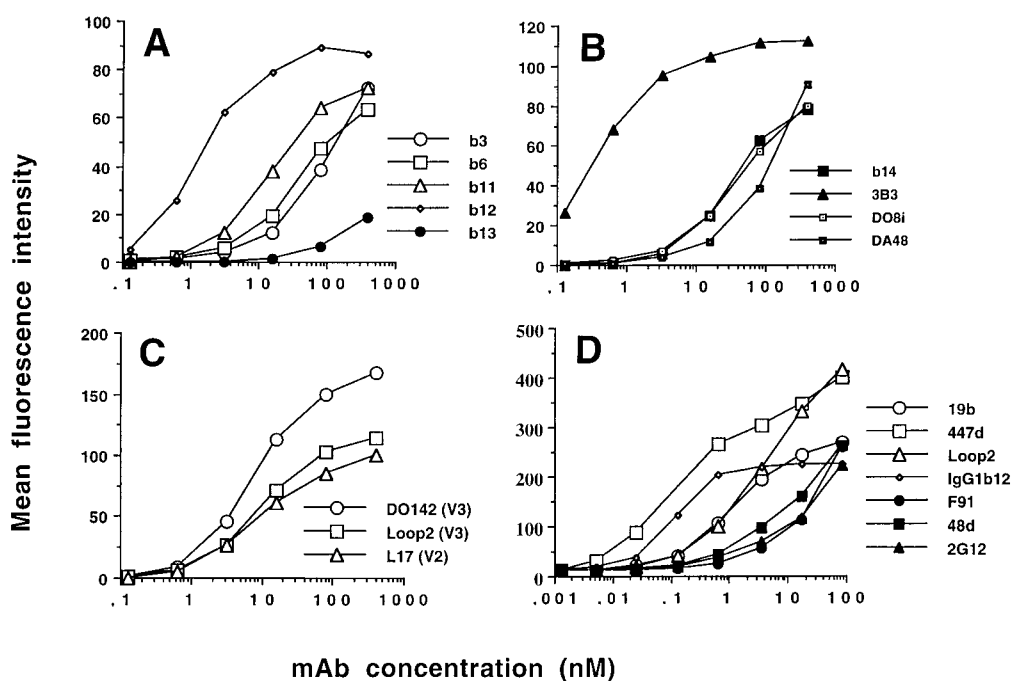 Mean fluorescence intensity
A
100
80
60
40
20
0
.1
1
10
100
1000
b3
b6
b11
b12
b13
B
120
100
80
60
40
20
0
.1
1
10
100
1000
b14
3B3
DO8i
DA48
C
200
150
100
50
0
.1
1
10
100
1000
DO142 (V3)
Loop2 (V3)
L17 (V2)
D
500
400
300
200
100
0
.001
.01
.1
1
10
100
19b
447d
Loop2
IgG1b12
F91
48d
2G12
mAb concentration (nM)